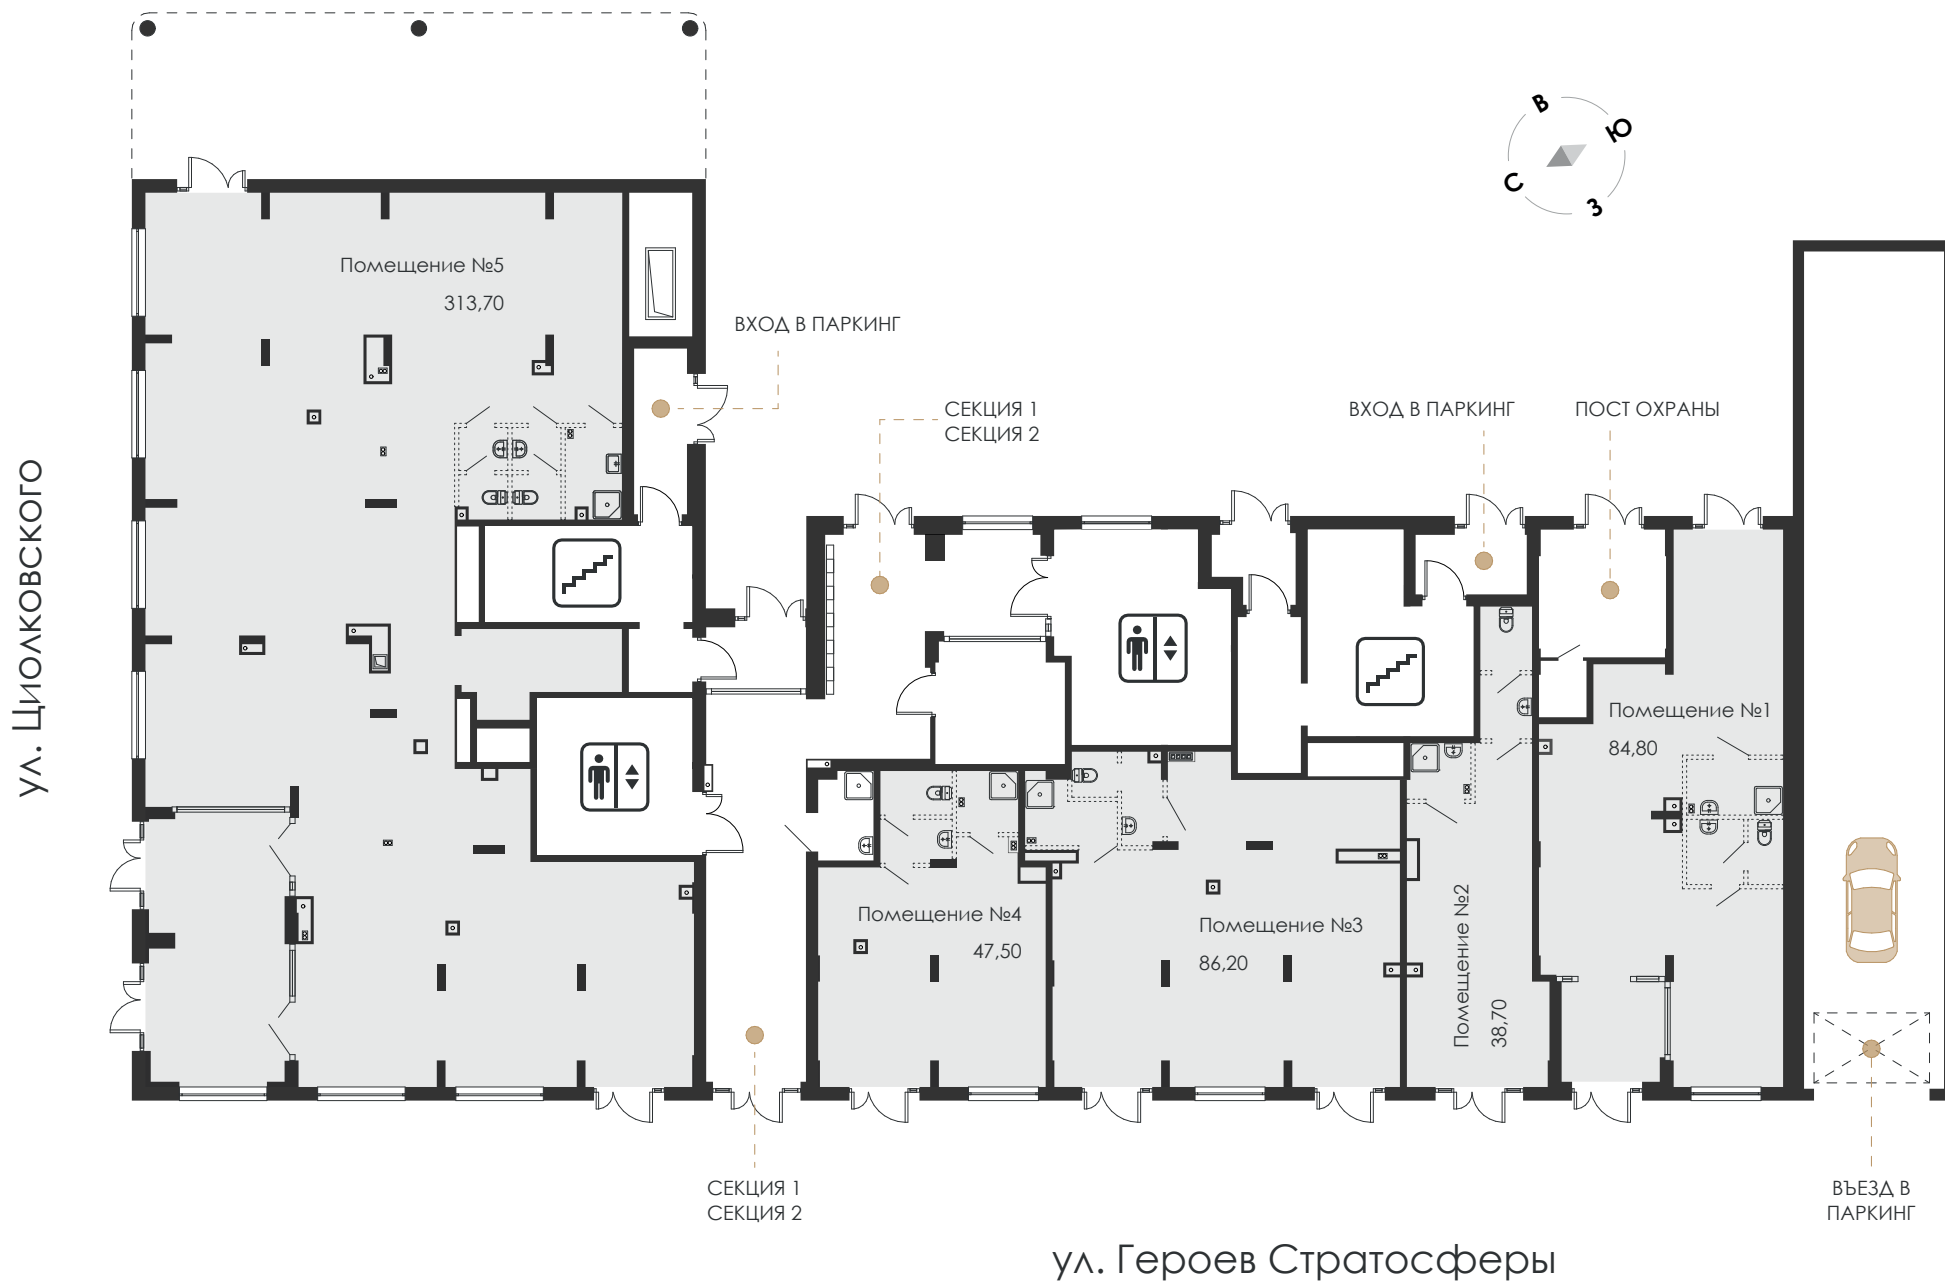 В
Ю
С
З
Помещение №5
313,70
ВХОД В ПАРКИНГ
СЕКЦИЯ 1
СЕКЦИЯ 2
ВХОД В ПАРКИНГ
ПОСТ ОХРАНЫ
ул. Циолковского
Помещение №1
84,80
Помещение №4
47,50
Помещение №3
86,20
Помещение №2
38,70
СЕКЦИЯ 1
СЕКЦИЯ 2
ВЪЕЗД В
ПАРКИНГ
ул. Героев Стратосферы